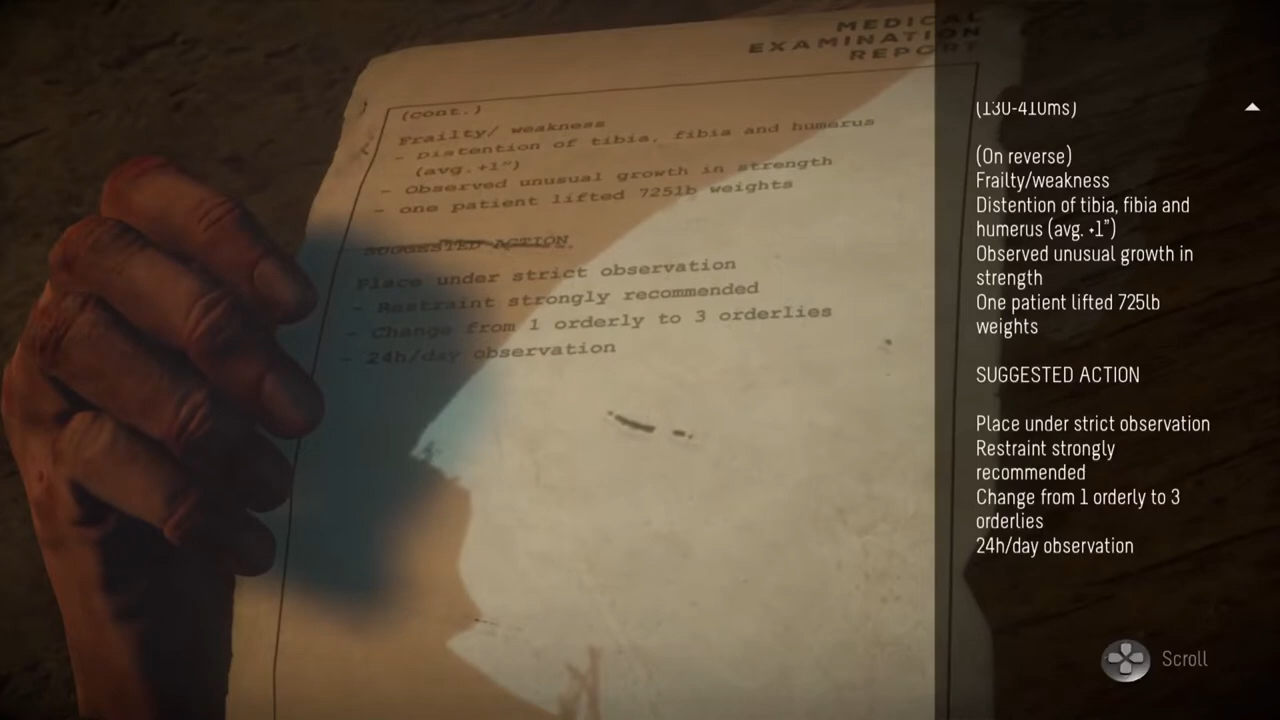 MEDICAL
EXAMINATION
REPORT
(cont.)
Frailty/ weakness
- Distention of tibia, fibia and humerus
(avg.+1")
- Observed unusual growth in strength
- one patient lifted 725lb weights
SUGGESTED ACTION.
Place under strict observation
- Restraint strongly recommended
- Change from 1 orderly to 3 orderlies
- 24h/day observation
(130-410ms)
(On reverse)
Frailty/weakness
Distention of tibia, fibia and
humerus (avg. +1")
Observed unusual growth in
strength
One patient lifted 725lb
weights
SUGGESTED ACTION
Place under strict observation
Restraint strongly
recommended
Change from 1 orderly to 3
orderlies
24h/day observation
Scroll